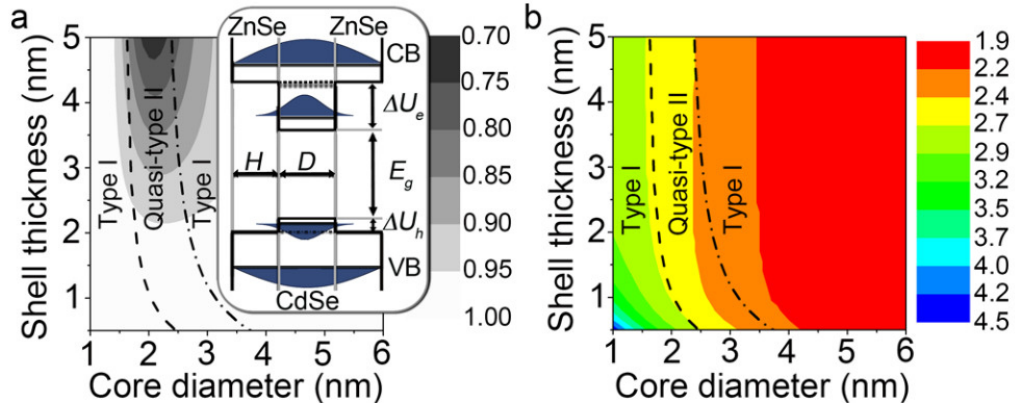 a
ZnSe ZnSe
CB
ΔU_e
H D
E_g
ΔU_h
VB
CdSe
Type I
Quasi-type II
Type I
Shell thickness (nm)
5
4
3
2
1
1 2 3 4 5 6
Core diameter (nm)
0.70
0.75
0.80
0.85
0.90
0.95
1.00
b
Type I
Quasi-type II
Type I
Shell thickness (nm)
5
4
3
2
1
1 2 3 4 5 6
Core diameter (nm)
1.9
2.2
2.4
2.7
2.9
3.2
3.5
3.7
4.0
4.2
4.5